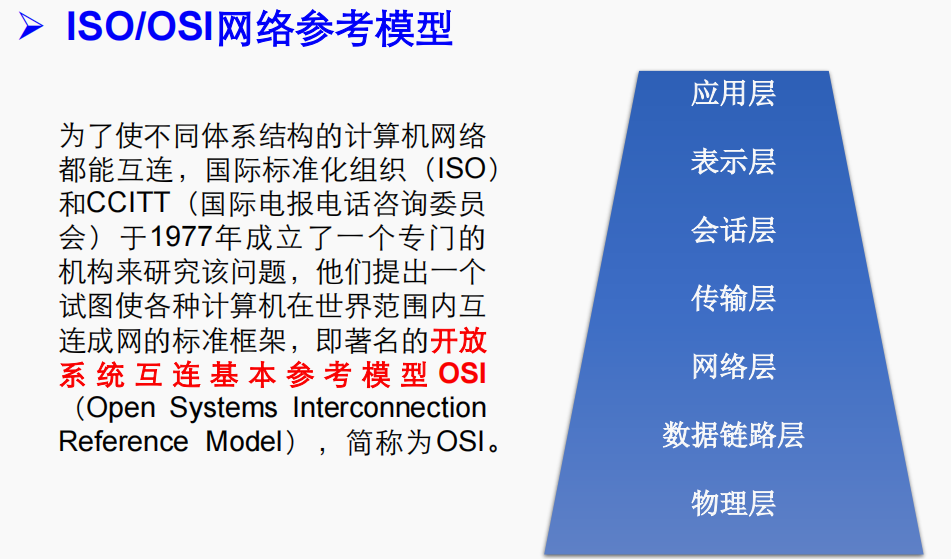 ISO/OSI网络参考模型
为了使不同体系结构的计算机网络
都能互连，国际标准化组织（ISO）
和CCITT（国际电报电话咨询委员
会）于1977年成立了一个专门的
机构来研究该问题，他们提出一个
试图使各种计算机在世界范围内互
连成网的标准框架，即著名的开放
系统互连基本参考模型OSI
（Open Systems Interconnection
Reference Model），简称为OSI。
应用层
表示层
会话层
传输层
网络层
数据链路层
物理层